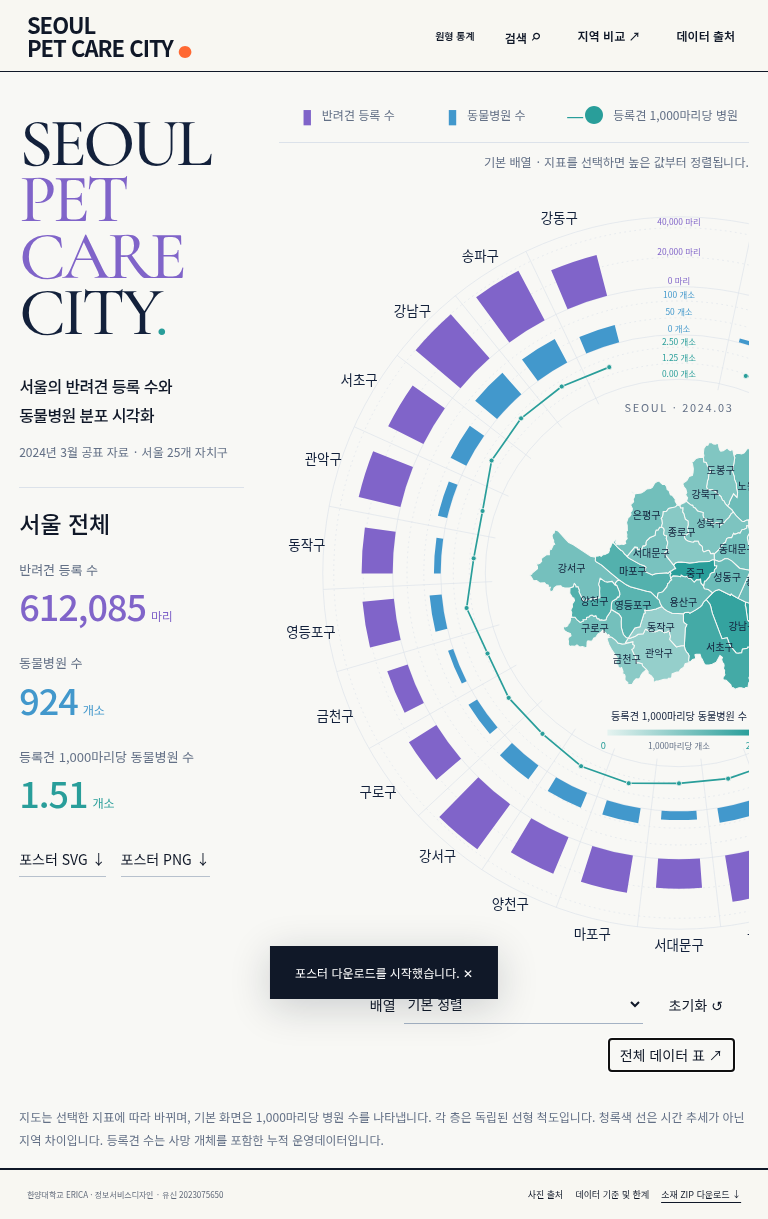 SEOUL
PET CARE CITY
원형 통계
검색 ⌕
지역 비교 ↗
데이터 출처
SEOUL
PET
CARE
CITY.
서울의 반려견 등록 수와
동물병원 분포 시각화
2024년 3월 공표 자료 · 서울 25개 자치구
서울 전체
반려견 등록 수
612,085 마리
동물병원 수
924 개소
등록견 1,000마리당 동물병원 수
1.51 개소
포스터 SVG ↓
포스터 PNG ↓
반려견 등록 수
동물병원 수
등록견 1,000마리당 병원
기본 배열 · 지표를 선택하면 높은 값부터 정렬됩니다.
강동구
송파구
강남구
서초구
관악구
동작구
영등포구
금천구
구로구
강서구
양천구
마포구
서대문구
40,000 마리
20,000 마리
0 마리
100 개소
50 개소
0 개소
2.50 개소
1.25 개소
0.00 개소
SEOUL · 2024.03
도봉구
강북구
은평구
성북구
종로구
서대문구
동대문구
강서구
마포구
중구
성동구
양천구
영등포구
용산구
구로구
동작구
강남구
서초구
관악구
금천구
등록견 1,000마리당 동물병원 수
0
1,000마리당 개소
포스터 다운로드를 시작했습니다. ✕
배열
기본 정렬
초기화 ↺
전체 데이터 표 ↗
지도는 선택한 지표에 따라 바뀌며, 기본 화면은 1,000마리당 병원 수를 나타냅니다. 각 층은 독립된 선형 척도입니다. 청록색 선은 시간 추세가 아닌
지역 차이입니다. 등록견 수는 사망 개체를 포함한 누적 운영데이터입니다.
한양대학교 ERICA · 정보서비스디자인 · 유신 2023075650
사진 출처
데이터 기준 및 한계
소재 ZIP 다운로드 ↓